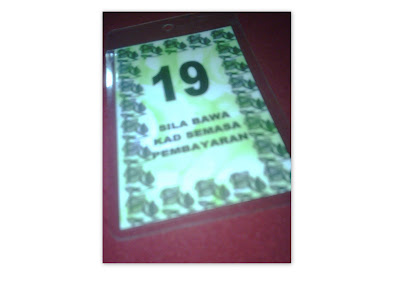 19
SILA BAWA
KAD SEMASA
PEMBAYARAN